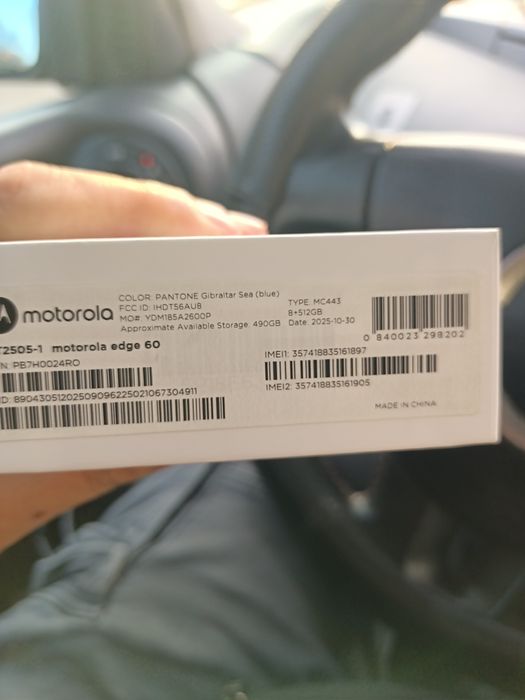 motorola
COLOR: PANTONE Gibraltar Sea (blue)
FCC ID: IHDT56AU8
MO#: YDM185A2600P
Approximate Available Storage: 490GB
TYPE: MC443
8+512GB
Date: 2025-10-30
0 840023 298202
T2505-1 motorola edge 60
N: PB7H0024RO
ID: 89043051202509096225021067304911
IMEI1: 357418835161897
IMEI2: 357418835161905
MADE IN CHINA